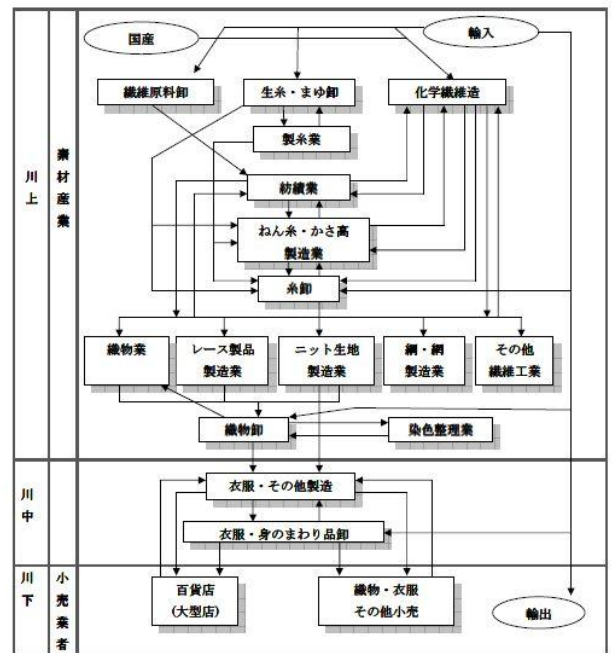 国産
輸入
繊維原料卸
生糸・まゆ卸
化学繊維造
製糸業
川上
素材産業
紡績業
ねん糸・かさ高
製造業
糸卸
織物業
レース製品
製造業
ニット生地
製造業
綱・網
製造業
その他
繊維工業
織物卸
染色整理業
川中
衣服・その他製造
衣服・身のまわり品卸
川下
小売業者
百貨店
(大型店)
織物・衣服
その他小売
輸出